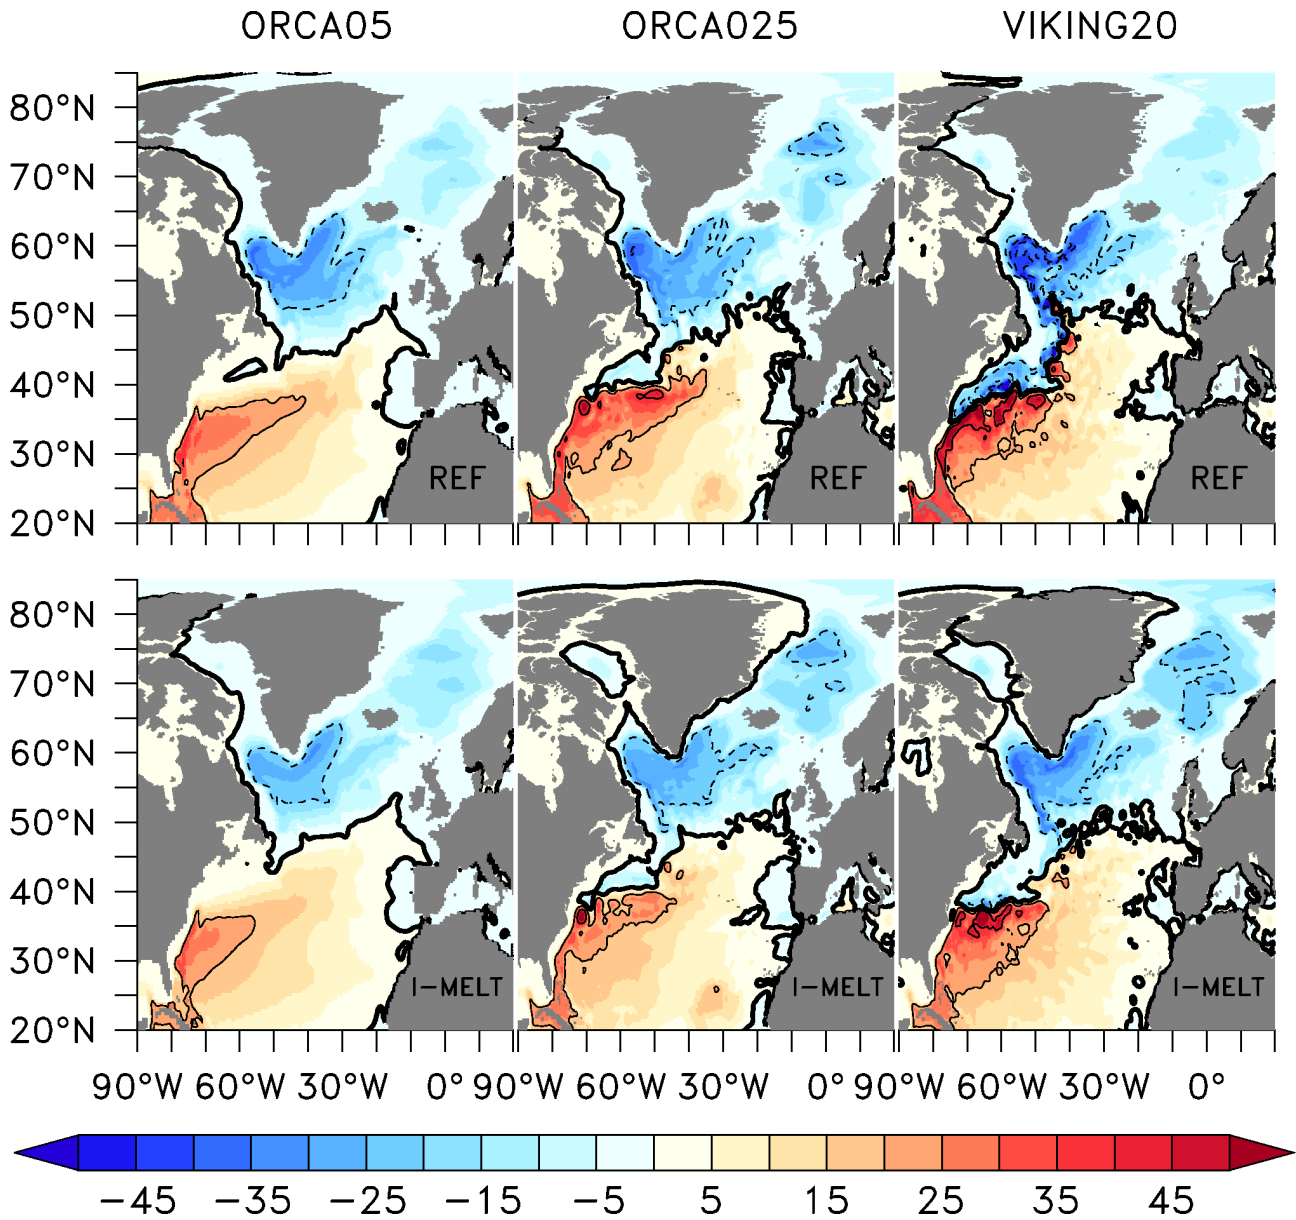 ORCA05 ORCA025 VIKING20
80°N
70°N
60°N
50°N
40°N
30°N
20°N
REF REF REF
80°N
70°N
60°N
50°N
40°N
30°N
20°N
I-MELT I-MELT I-MELT
90°W 60°W 30°W 0° 90°W 60°W 30°W 0° 90°W 60°W 30°W 0°
−45 −35 −25 −15 −5 5 15 25 35 45